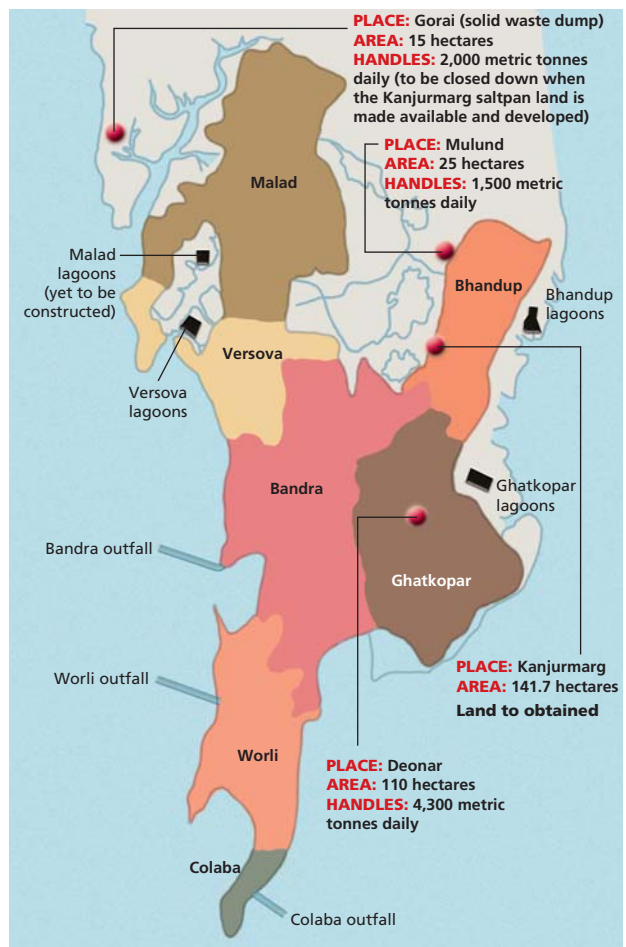 PLACE: Gorai (solid waste dump)
AREA: 15 hectares
HANDLES: 2,000 metric tonnes
daily (to be closed down when
the Kanjurmarg saltpan land is
made available and developed)
PLACE: Mulund
AREA: 25 hectares
HANDLES: 1,500 metric
tonnes daily
Malad
Malad
lagoons
(yet to be
constructed)
Bhandup
Bhandup
lagoons
Versova
Versova
lagoons
Bandra
Ghatkopar
lagoons
Bandra outfall
Ghatkopar
Worli outfall
PLACE: Kanjurmarg
AREA: 141.7 hectares
Land to obtained
Worli
PLACE: Deonar
AREA: 110 hectares
HANDLES: 4,300 metric
tonnes daily
Colaba
Colaba outfall